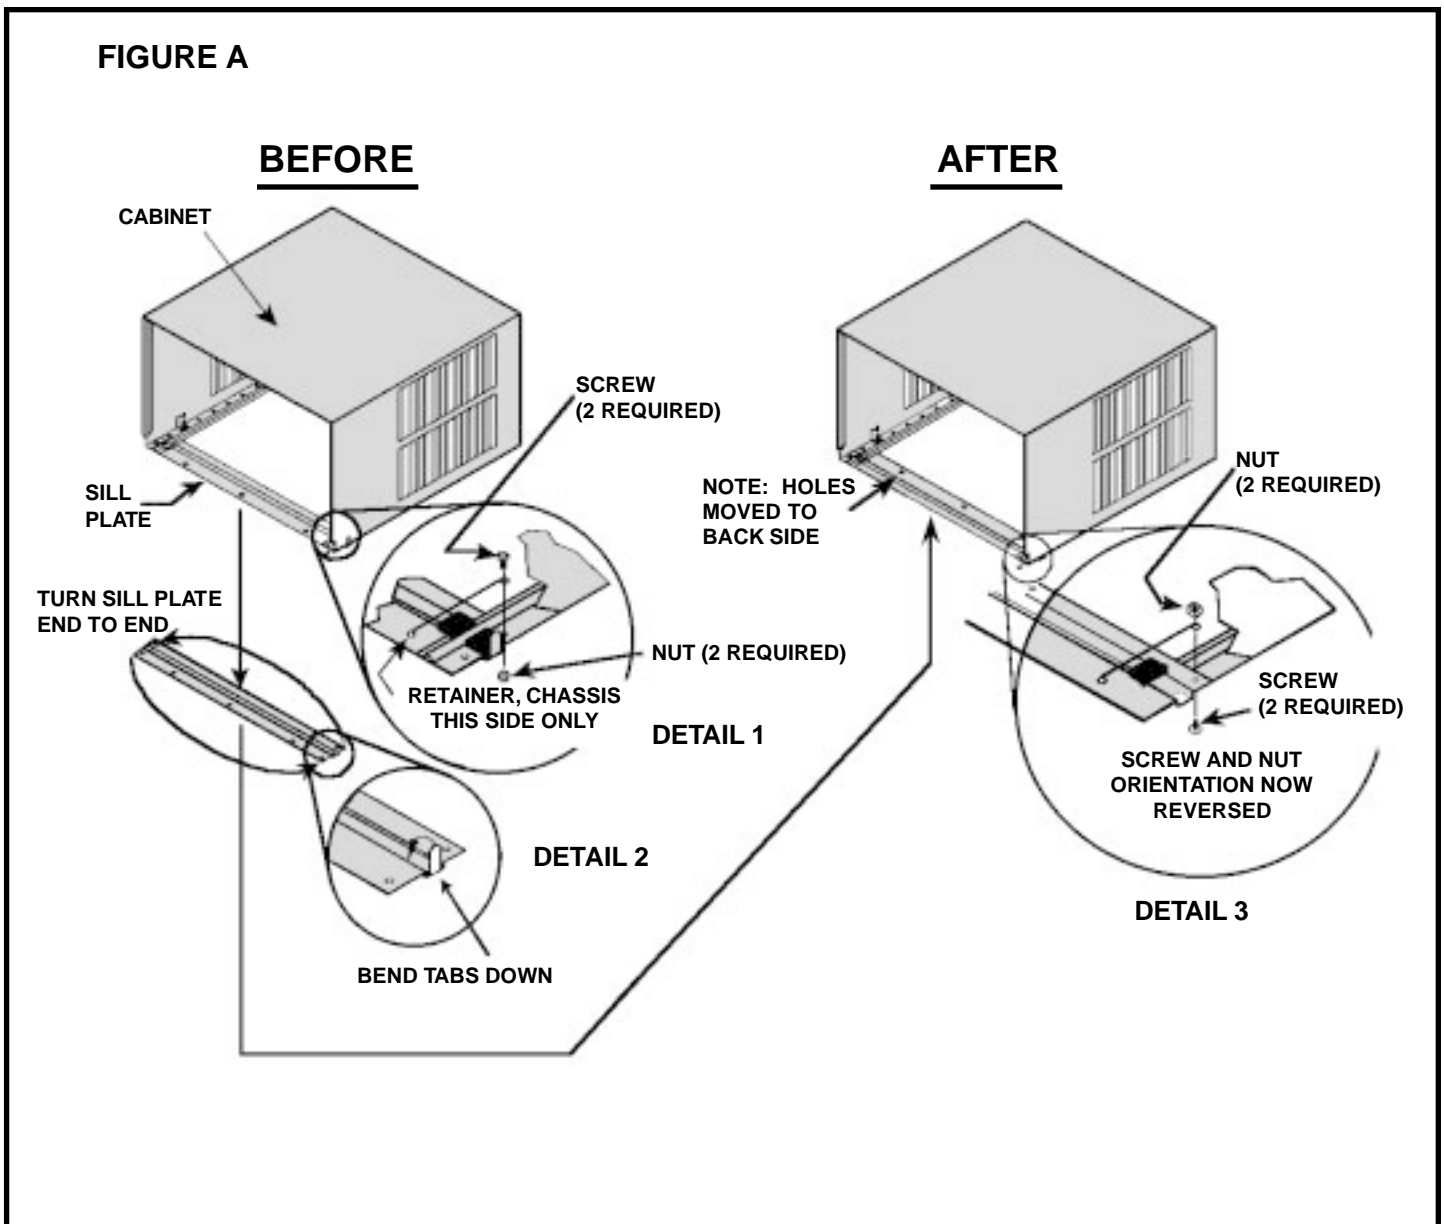 FIGURE A
BEFORE
CABINET
SCREW
(2 REQUIRED)
SILL
PLATE
TURN SILL PLATE
END TO END
NUT (2 REQUIRED)
RETAINER, CHASSIS
THIS SIDE ONLY
DETAIL 1
DETAIL 2
BEND TABS DOWN
AFTER
NOTE: HOLES
MOVED TO
BACK SIDE
NUT
(2 REQUIRED)
SCREW
(2 REQUIRED)
SCREW AND NUT
ORIENTATION NOW
REVERSED
DETAIL 3